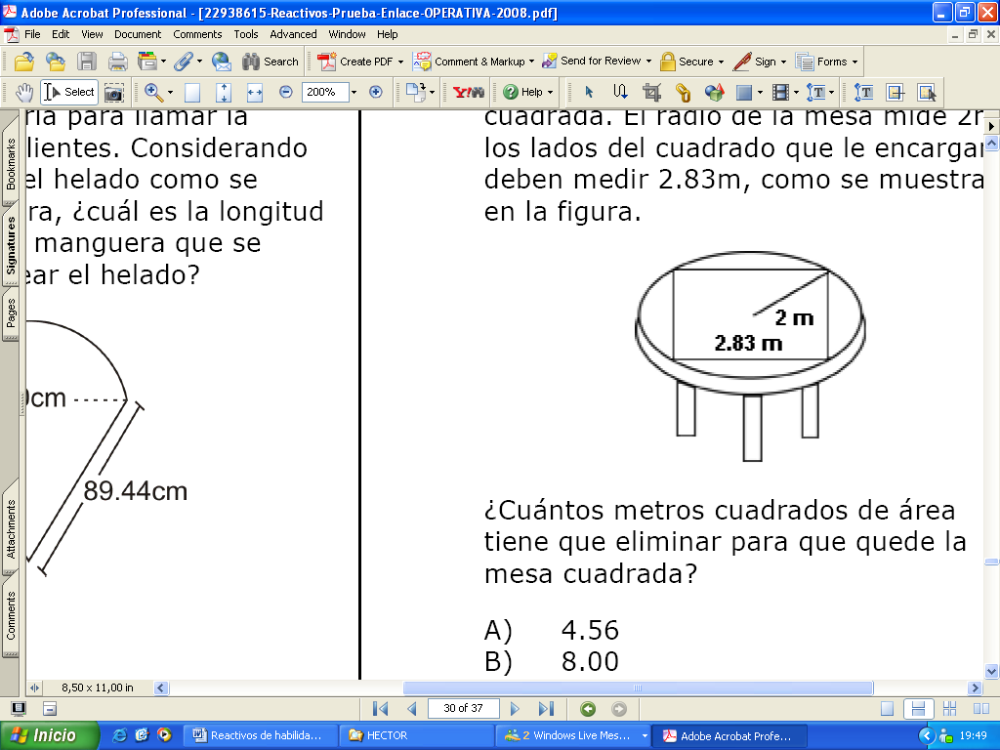 Adobe Acrobat Professional - [22938615-Reactivos-Prueba-Enlace-OPERATIVA-2008.pdf]
File Edit View Document Comments Tools Advanced Window Help
Search Create PDF Comment & Markup Send for Review Secure Sign Forms
Select 200% Y! Help
Bookmarks
Signatures
Pages
Attachments
Comments
ría para llamar la
lientes. Considerando
el helado como se
ra, ¿cuál es la longitud
manguera que se
ear el helado?
0cm
89.44cm
cuadrada. El radio de la mesa mide 2
los lados del cuadrado que le encargar
deben medir 2.83m, como se muestra
en la figura.
2 m
2.83 m
¿Cuántos metros cuadrados de área
tiene que eliminar para que quede la
mesa cuadrada?
A) 4.56
B) 8.00
8,50 x 11,00 in
30 of 37
Inicio Reactivos de habilida... HECTOR 2 Windows Live Mes... Adobe Acrobat Profe... 19:49